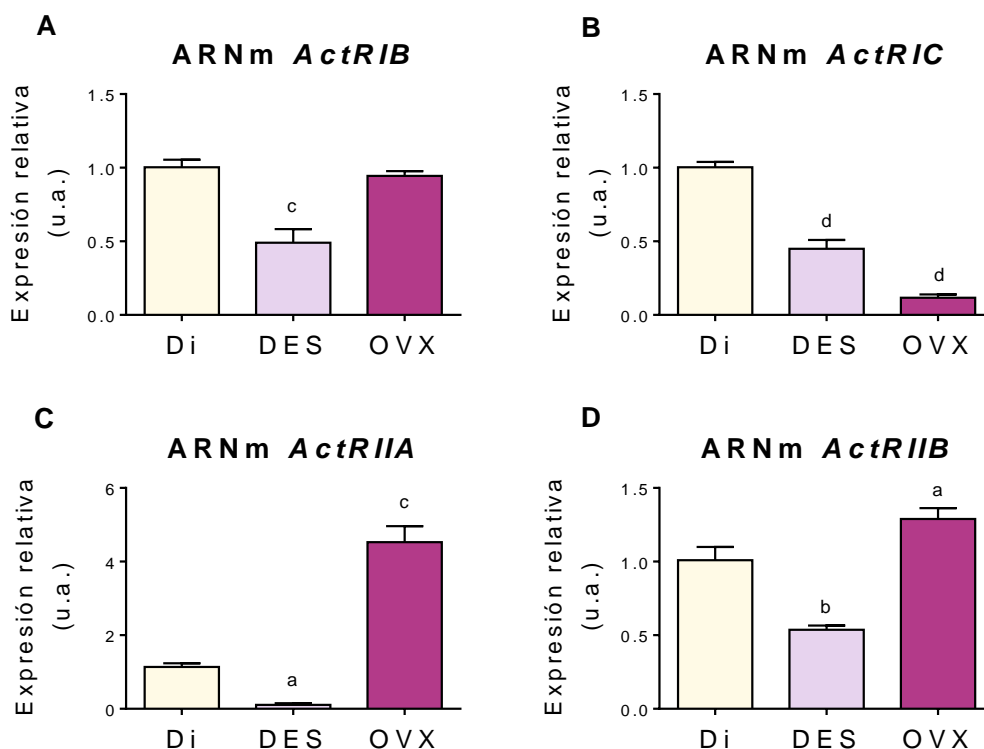 A
ARNm ActRIB
Expresión relativa
(u.a.)
1.5
1.0
0.5
0.0
c
Di DES OVX
B
ARNm ActRIC
Expresión relativa
(u.a.)
1.5
1.0
0.5
0.0
d
d
Di DES OVX
C
ARNm ActRIIA
Expresión relativa
(u.a.)
6
4
2
0
a
c
Di DES OVX
D
ARNm ActRIIB
Expresión relativa
(u.a.)
1.5
1.0
0.5
0.0
b
a
Di DES OVX